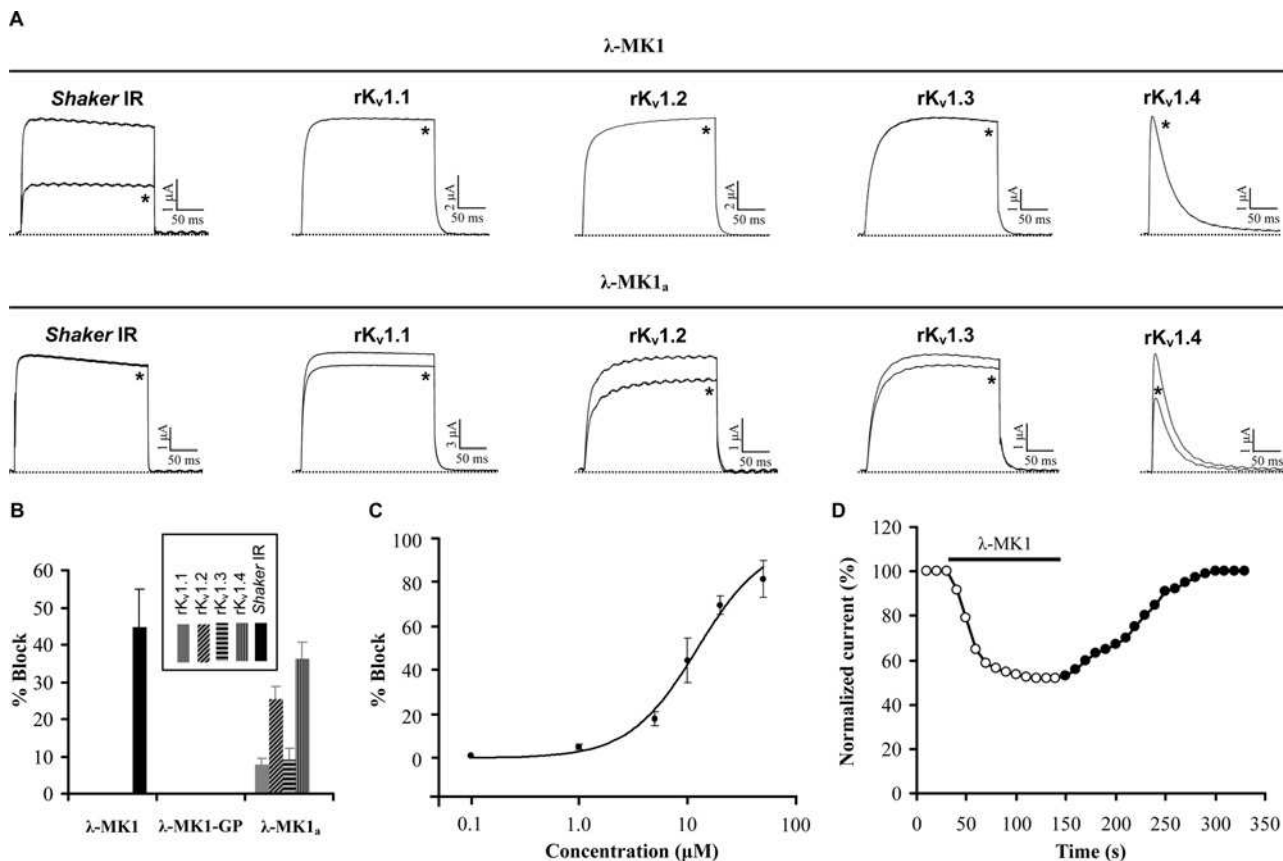 A
λ-MK1
Shaker IR rKv1.1 rKv1.2 rKv1.3 rKv1.4
* * * * *
1 μA 2 μA 2 μA 1 μA 1 μA
50 ms 50 ms 50 ms 50 ms 50 ms
λ-MK1a
Shaker IR rKv1.1 rKv1.2 rKv1.3 rKv1.4
* * * * *
1 μA 3 μA 1 μA 1 μA 1 μA
50 ms 50 ms 50 ms 50 ms 50 ms
B
% Block
60
50
40
30
20
10
0
rKv1.1
rKv1.2
rKv1.3
rKv1.4
Shaker IR
λ-MK1 λ-MK1-GP λ-MK1a
C
% Block
100
80
60
40
20
0
0.1 1.0 10 100
Concentration (μM)
D
Normalized current (%)
120
100
80
60
40
20
0
λ-MK1
0 50 100 150 200 250 300 350
Time (s)